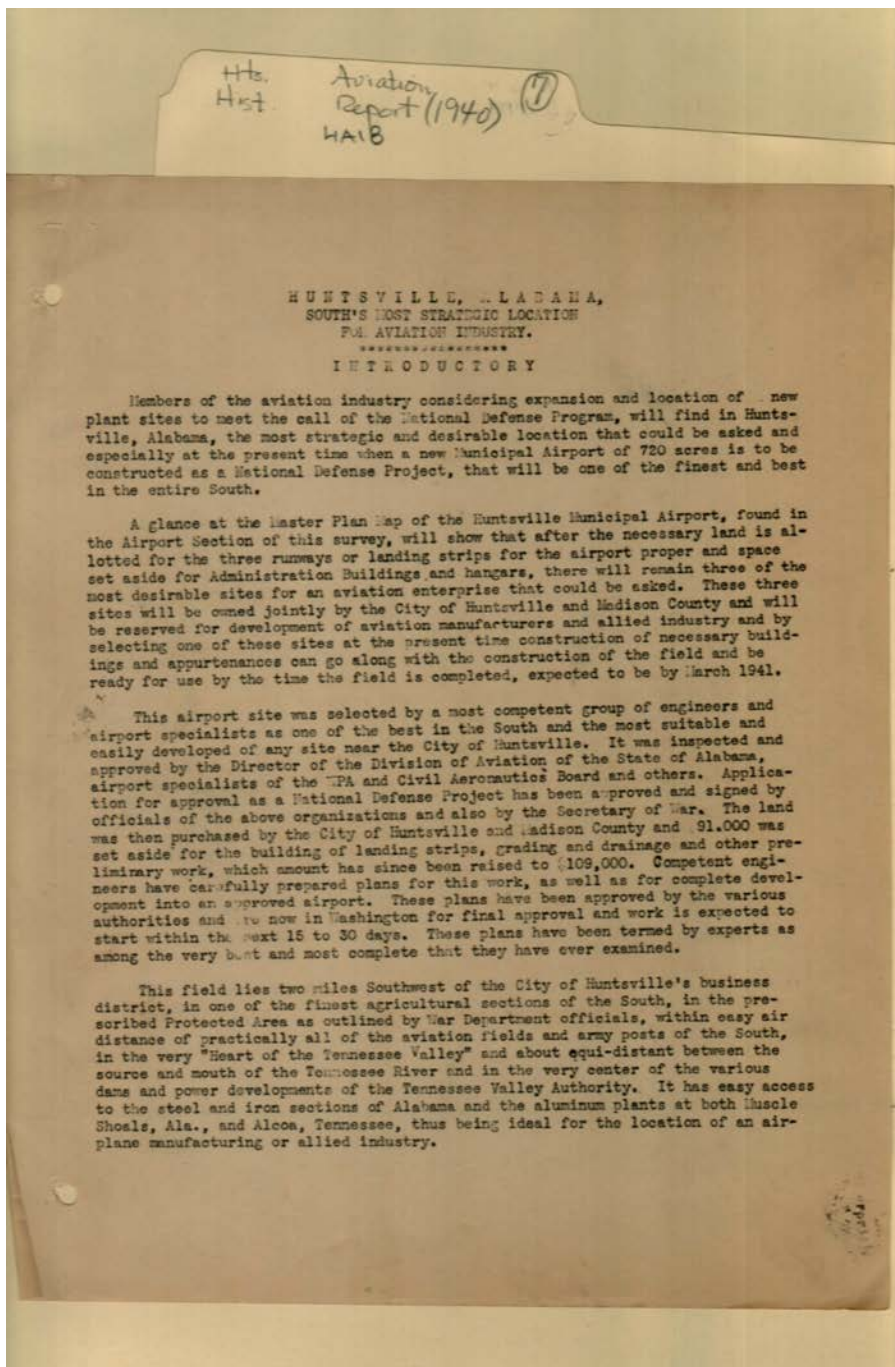 Hts. Aviation
Hist. Report (1940) 7
HUNTSVILLE, ALABAMA,
SOUTH'S MOST STRATEGIC LOCATION
FOR AVIATION INDUSTRY.
INTRODUCTORY
Members of the aviation industry considering expansion and location of new
plant sites to meet the call of the National Defense Program, will find in Hunts-
ville, Alabama, the most strategic and desirable location that could be asked and
especially at the present time when a new Municipal Airport of 720 acres is to be
constructed as a National Defense Project, that will be one of the finest and best
in the entire South.
A glance at the Master Plan Map of the Huntsville Municipal Airport, found in
the Airport Section of this survey, will show that after the necessary land is al-
lotted for the three runways or landing strips for the airport proper and space
set aside for Administration Buildings and hangars, there will remain three of the
most desirable sites for an aviation enterprise that could be asked. These three
sites will be owned jointly by the City of Huntsville and Madison County and will
be reserved for development of aviation manufacturers and allied industry and by
selecting one of these sites at the present time construction of necessary build-
ings and appurtenances can go along with the construction of the field and be
ready for use by the time the field is completed, expected to be by March 1941.
This airport site was selected by a most competent group of engineers and
airport specialists as one of the best in the South and the most suitable and
easily developed of any site near the City of Huntsville. It was inspected and
approved by the Director of the Division of Aviation of the State of Alabama,
airport specialists of the WPA and Civil Aeronautics Board and others. Applica-
tion for approval as a National Defense Project has been approved and signed by
officials of the above organizations and also by the Secretary of War. The land
was then purchased by the City of Huntsville and Madison County and $91.000 was
set aside for the building of landing strips, grading and drainage and other pre-
liminary work, which amount has since been raised to $109,000. Competent engi-
neers have carefully prepared plans for this work, as well as for complete devel-
opment into an approved airport. These plans have been approved by the various
authorities and are now in Washington for final approval and work is expected to
start within the next 15 to 30 days. These plans have been termed by experts as
among the very best and most complete that they have ever examined.
This field lies two miles Southwest of the City of Huntsville's business
district, in one of the finest agricultural sections of the South, in the pre-
scribed Protected Area as outlined by War Department officials, within easy air
distance of practically all of the aviation fields and army posts of the South,
in the very "Heart of the Tennessee Valley" and about equi-distant between the
source and mouth of the Tennessee River and in the very center of the various
dams and power developments of the Tennessee Valley Authority. It has easy access
to the steel and iron sections of Alabama and the aluminum plants at both Muscle
Shoals, Ala., and Alcoa, Tennessee, thus being ideal for the location of an air-
plane manufacturing or allied industry.